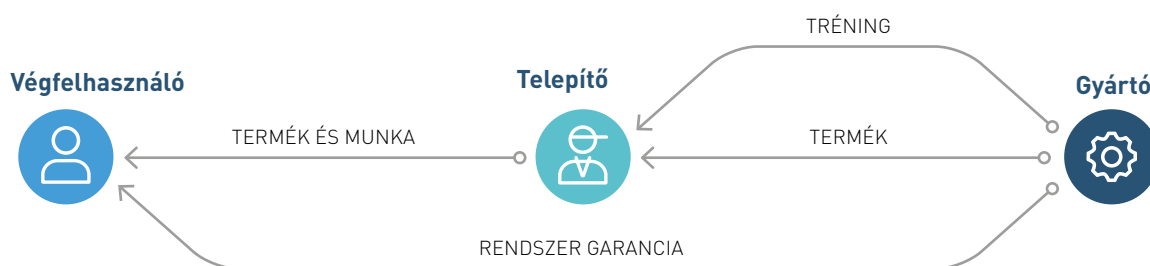 TRÉNING
Végfelhasználó
Telepítő
Gyártó
TERMÉK ÉS MUNKA
TERMÉK
RENDSZER GARANCIA